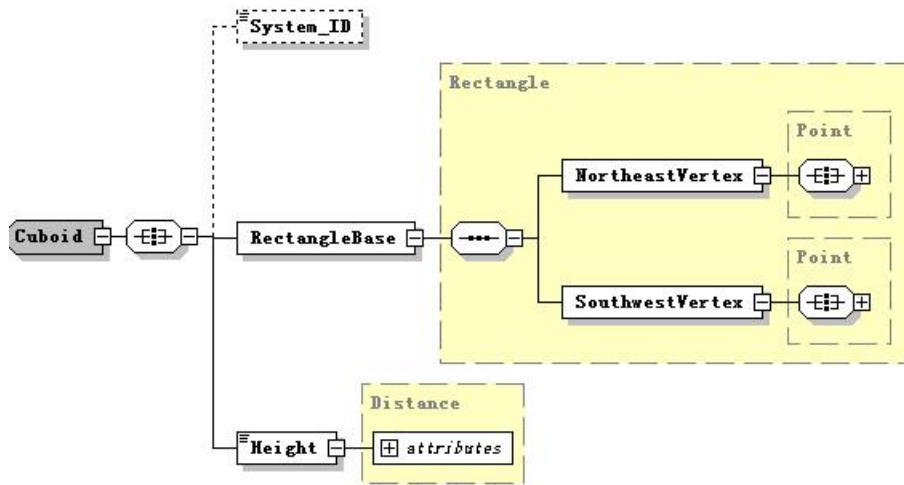 System_ID
Rectangle
Point
NortheastVertex
Cuboid
RectangleBase
Point
SouthwestVertex
Distance
Height
attributes